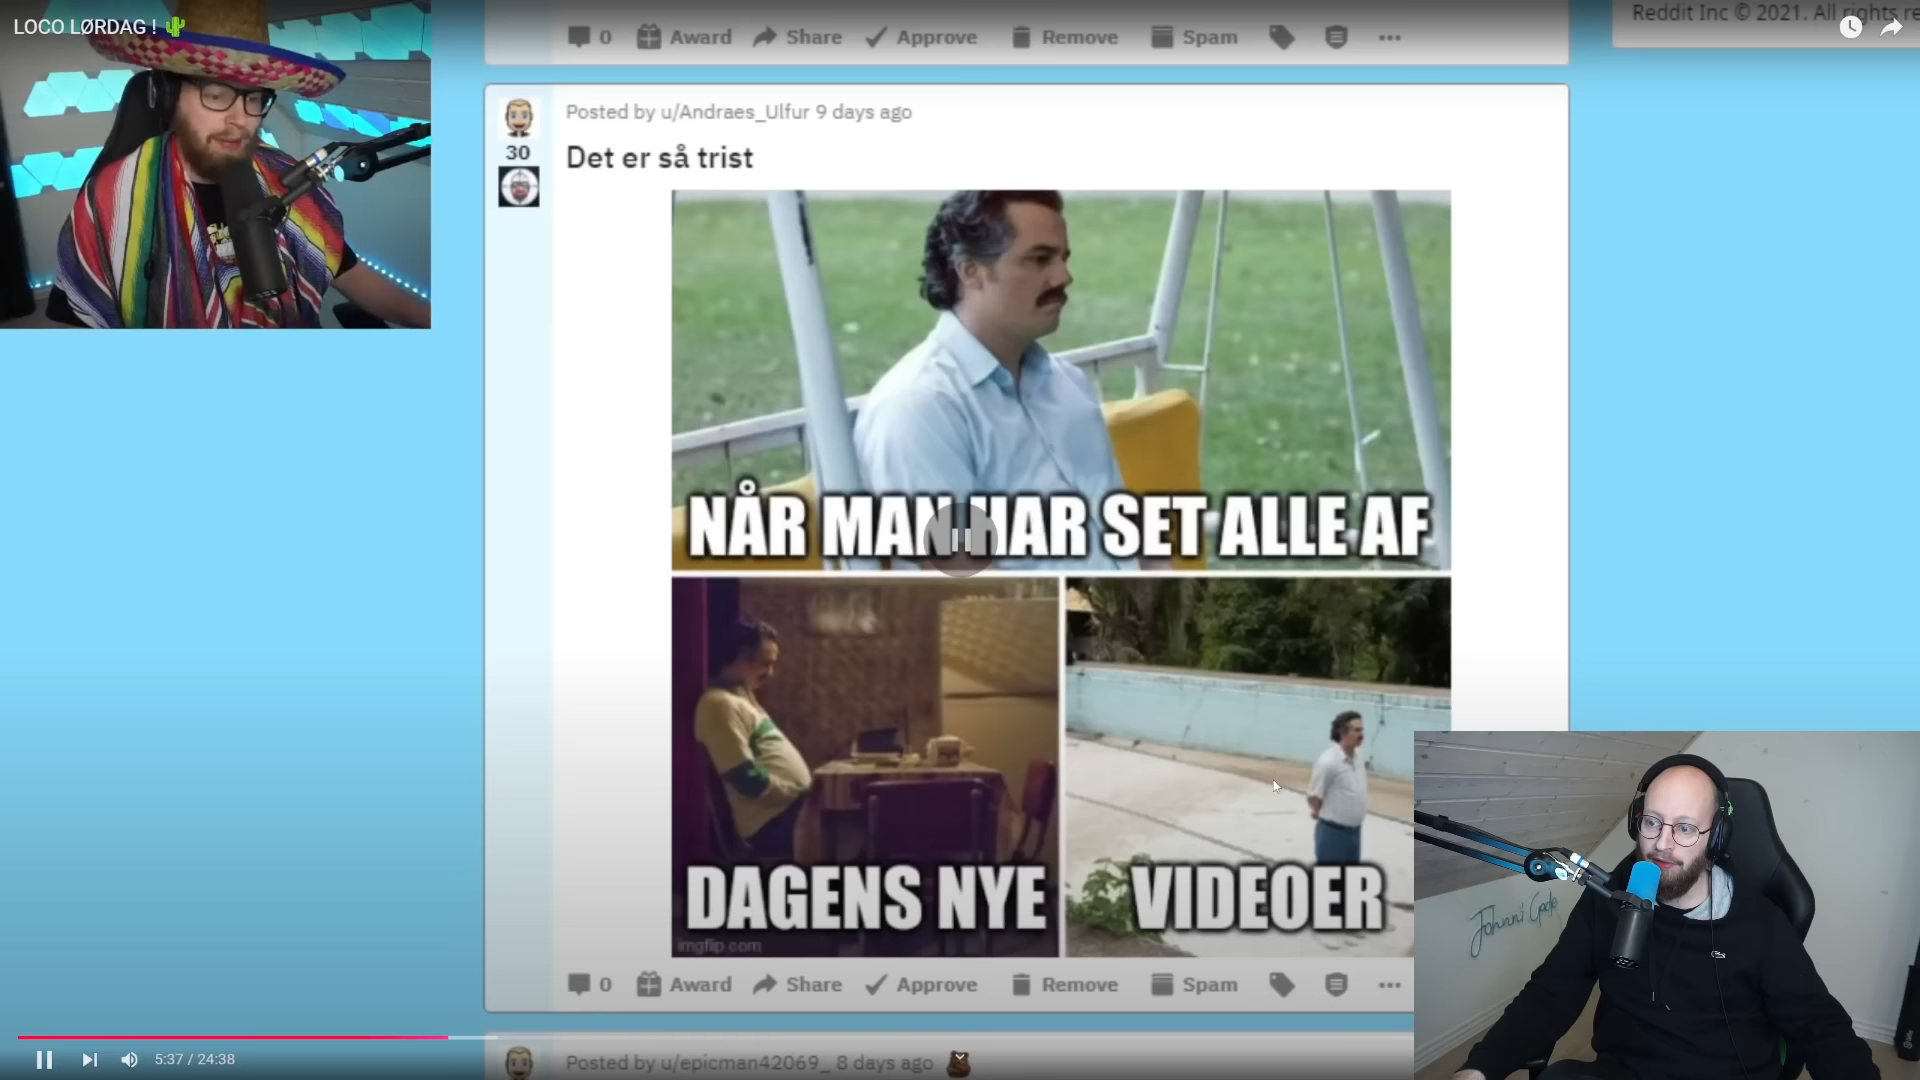 LOCO LØRDAG ! 🌵
Reddit Inc © 2021. All rights re
0 Award Share Approve Remove Spam
Posted by u/Andraes_Ulfur 9 days ago
30
Det er så trist
NÅR MAN HAR SET ALLE AF
DAGENS NYE
VIDEOER
imgflip.com
0 Award Share Approve Remove Spam
Posted by u/epicman42069_ 8 days ago
5:37 / 24:38